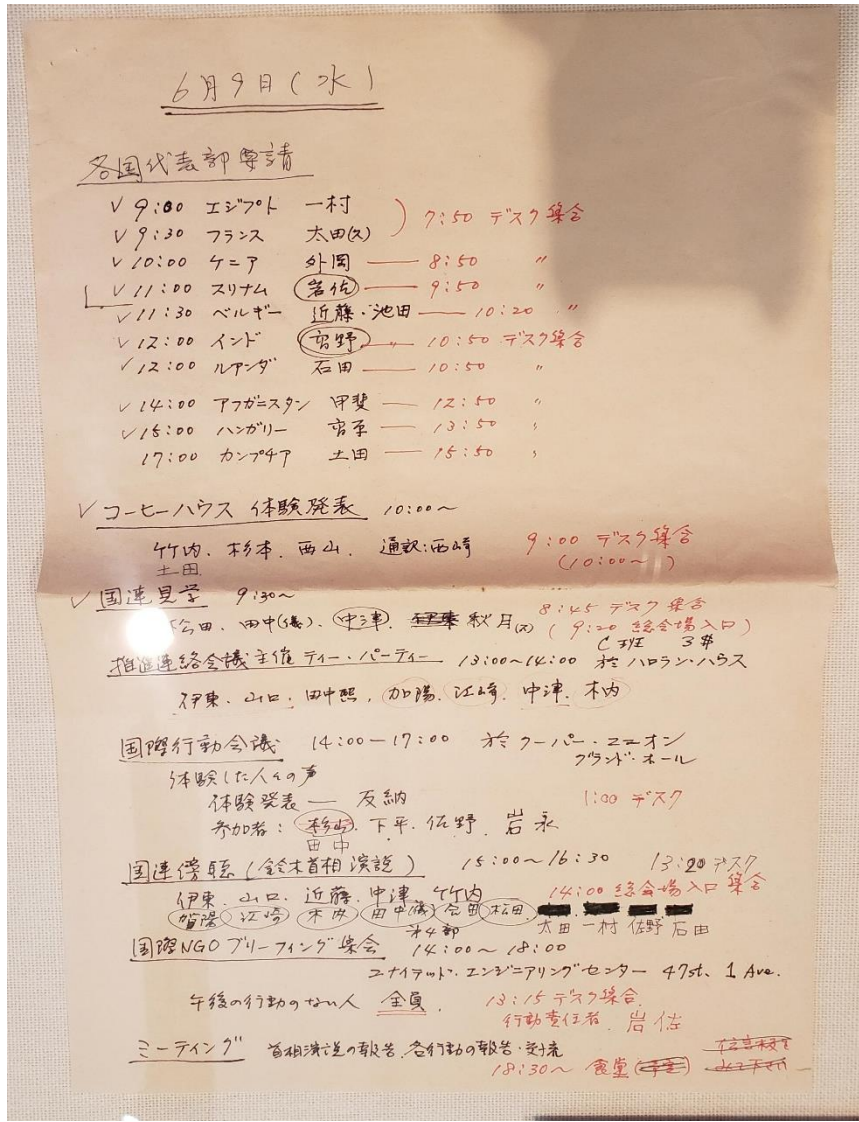 6月9日(水)
各国代表部要請
✓ 9:00 エジプト 一村 ) 7:50 デスク集合
✓ 9:30 フランス 太田(久)
✓ 10:00 ケニア 外岡 — 8:50 〃
✓ 11:00 スリナム 岩佐 — 9:50 〃
✓ 11:30 ベルギー 近藤・池田 — 10:20 〃
✓ 12:00 インド 野 — 10:50 デスク集合
✓ 12:00 ルアンダ 石田 — 10:50 〃
✓ 14:00 アフガニスタン 甲斐 — 12:50 〃
✓ 15:00 ハンガリー — 13:50 〃
17:00 カンプチア 土田 — 15:50 〃
✓ コーヒーハウス 体験発表 10:00〜
竹内、杉本、西山、通訳:西崎 9:00 デスク集合
土田 (10:00〜 )
✓ 国連見学 9:30〜
8:45 デスク集合
松田、田中(儀)、中津、伊東 秋月 (9:20 総会場入口)
C班 3
推進連絡会議主催 ティー・パーティー 13:00〜14:00 於 ハロラン・ハウス
伊東、山口、田中熙、加陽、江崎、中津、木内
国際行動会議 14:00—17:00 於 クーパー・ユニオン
グランド・ホール
体験した人々の声
体験発表 — 反納 1:00 デスク
参加者: 杉山、下平、佐野、岩永
田中
国連傍聴(鈴木首相演説) 15:00〜16:30 13:20 デスク
伊東、山口、近藤、中津、竹内 14:00 総会場入口 集合
賀陽 江崎 木内 田中(儀) 松田 太田 一村 佐野 石田
オ4部
国際NGOブリーフィング集会 14:00〜18:00
ユナイテッド・エンジニアリングセンター 47st. 1 Ave.
午後の行動のない人 全員 13:15 デスク集合
行動責任者 岩佐
ミーティング 首相演説の報告、各行動の報告・交流
18:30〜 食堂